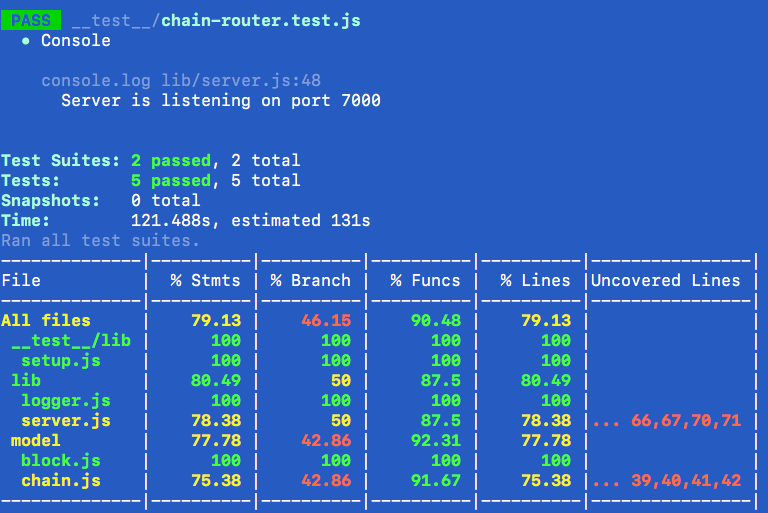 PASS __test__/chain-router.test.js
● Console
console.log lib/server.js:48
Server is listening on port 7000
Test Suites: 2 passed, 2 total
Tests:       5 passed, 5 total
Snapshots:   0 total
Time:        121.488s, estimated 131s
Ran all test suites.
--------------|----------|----------|----------|----------|----------------|
File          |  % Stmts | % Branch |  % Funcs |  % Lines |Uncovered Lines |
--------------|----------|----------|----------|----------|----------------|
All files     |    79.13 |    46.15 |    90.48 |    79.13 |                |
 __test__/lib |      100 |      100 |      100 |      100 |                |
  setup.js    |      100 |      100 |      100 |      100 |                |
 lib          |    80.49 |       50 |     87.5 |    80.49 |                |
  logger.js   |      100 |      100 |      100 |      100 |                |
  server.js   |    78.38 |       50 |     87.5 |    78.38 |... 66,67,70,71 |
 model        |    77.78 |    42.86 |    92.31 |    77.78 |                |
  block.js    |      100 |      100 |      100 |      100 |                |
  chain.js    |    75.38 |    42.86 |    91.67 |    75.38 |... 39,40,41,42 |
--------------|----------|----------|----------|----------|----------------|